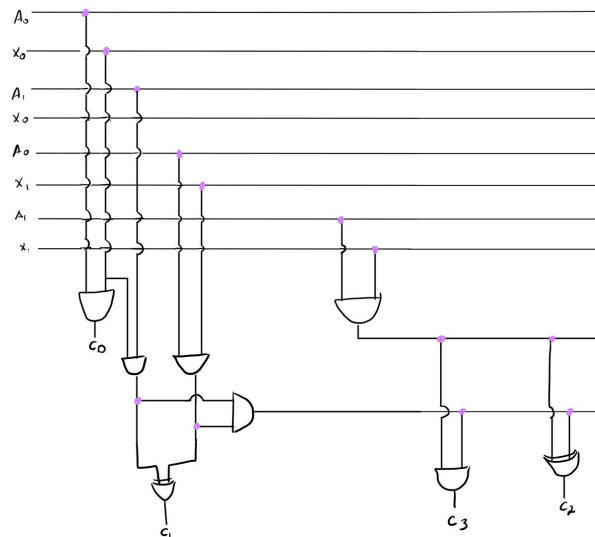 A₀
X₀
A₁
X₀
A₀
X₁
A₁
X₁
C₀
C₁
C₃
C₂